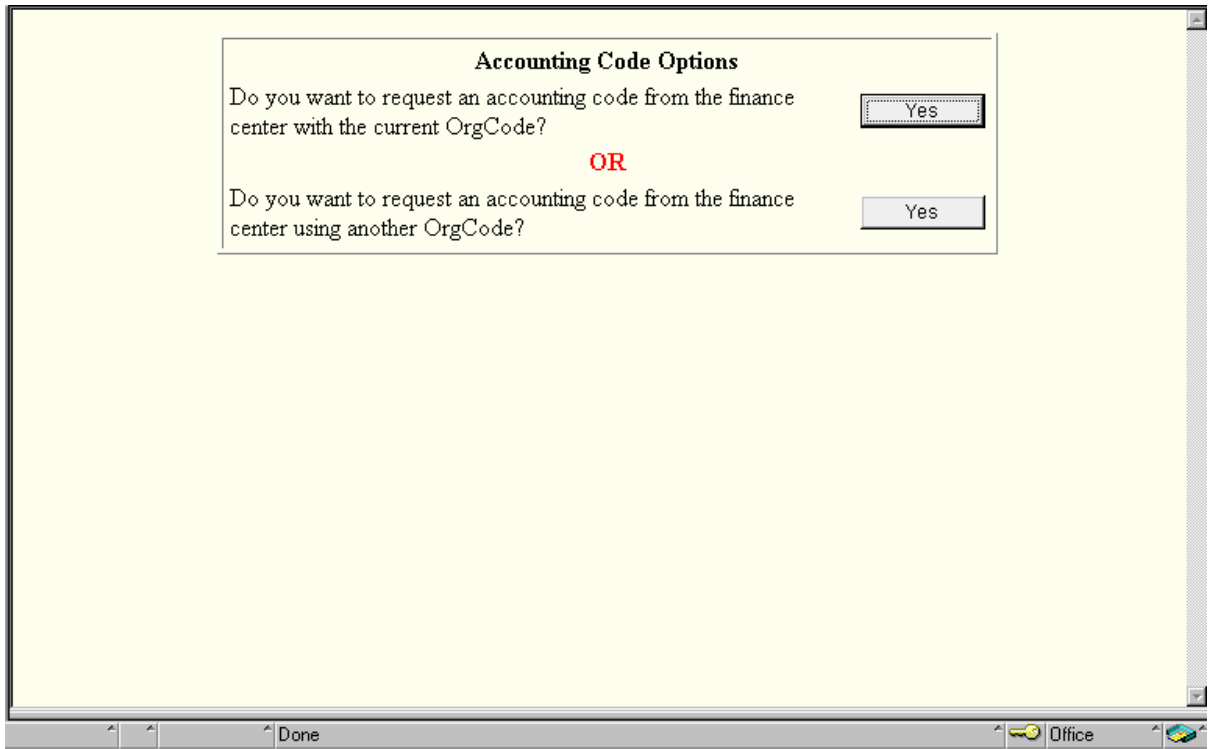 Accounting Code Options
Do you want to request an accounting code from the finance
center with the current OrgCode?
Yes
OR
Do you want to request an accounting code from the finance
center using another OrgCode?
Yes
Done
Office